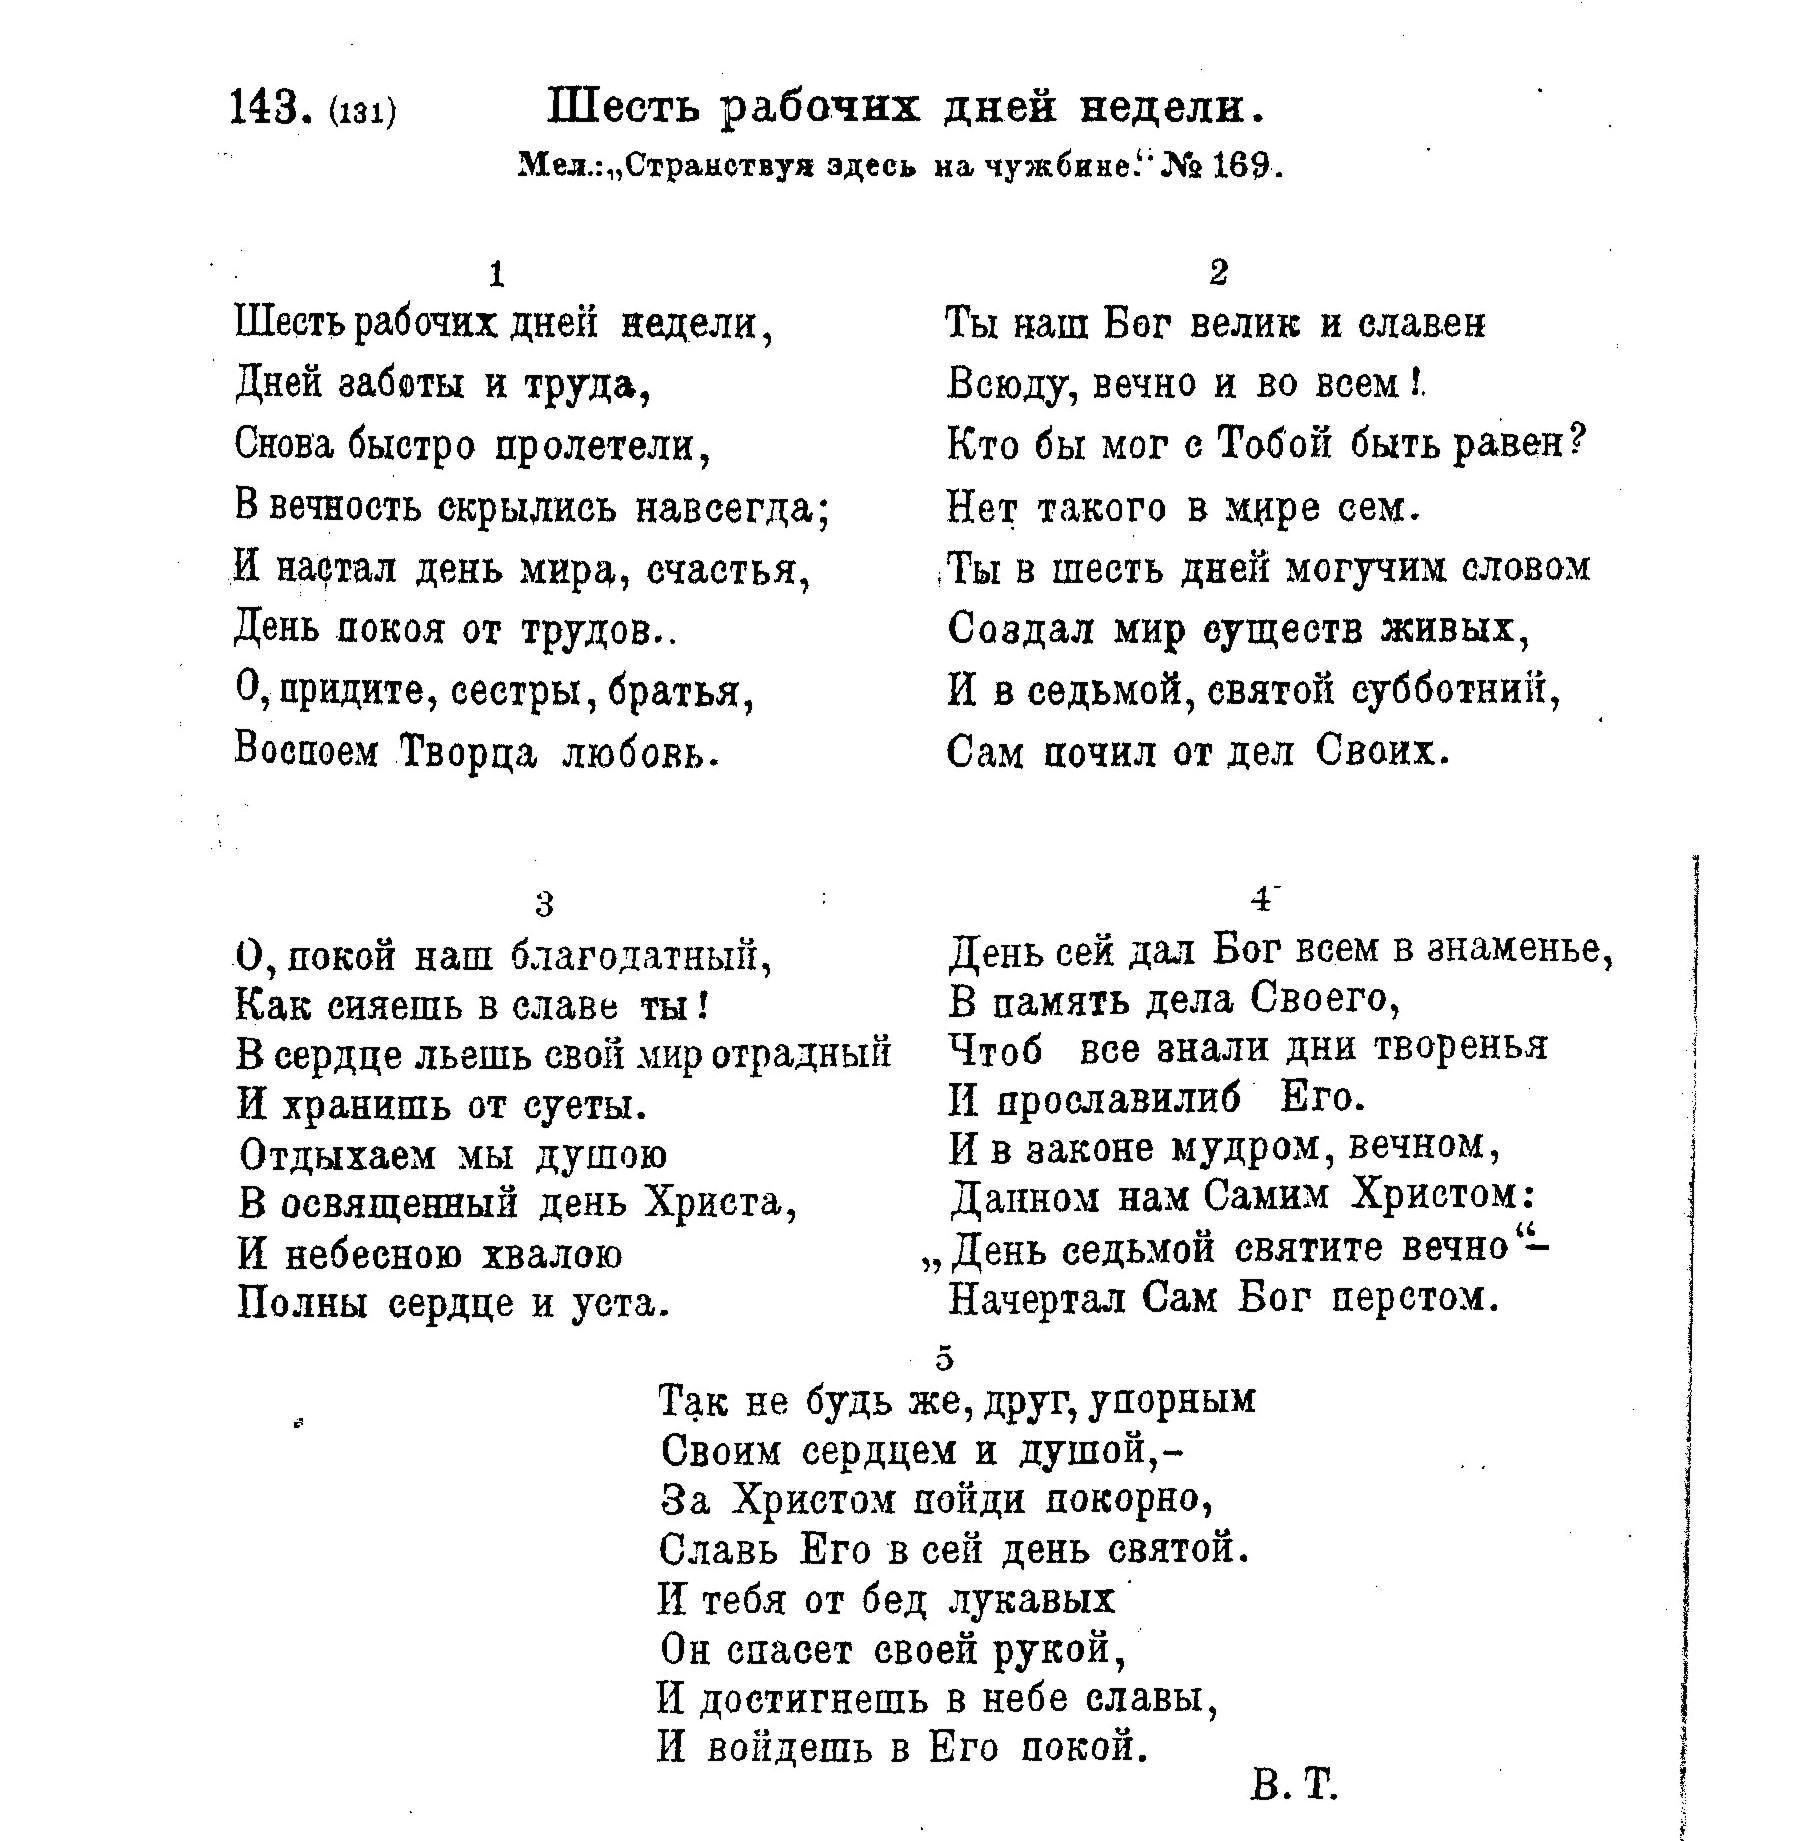 143. (131) Шесть рабочих дней недели.
Мел.: „Странствуя здесь на чужбине.“ № 169.
1
Шесть рабочих дней недели,
Дней заботы и труда,
Снова быстро пролетели,
В вечность скрылись навсегда;
И настал день мира, счастья,
День покоя от трудов..
О, придите, сестры, братья,
Воспоем Творца любовь.
2
Ты наш Бог велик и славен
Всюду, вечно и во всем!
Кто бы мог с Тобой быть равен?
Нет такого в мире сем.
Ты в шесть дней могучим словом
Создал мир существ живых,
И в седьмой, святой субботний,
Сам почил от дел Своих.
3
О, покой наш благодатный,
Как сияешь в славе ты!
В сердце льешь свой мир отрадный
И хранишь от суеты.
Отдыхаем мы душою
В освященный день Христа,
И небесною хвалою
Полны сердце и уста.
4
День сей дал Бог всем в знаменье,
В память дела Своего,
Чтоб все знали дни творенья
И прославилиб Его.
И в законе мудром, вечном,
Данном нам Самим Христом:
„День седьмой святите вечно“–
Начертал Сам Бог перстом.
5
Так не будь же, друг, упорным
Своим сердцем и душой,–
За Христом пойди покорно,
Славь Его в сей день святой.
И тебя от бед лукавых
Он спасет своей рукой,
И достигнешь в небе славы,
И войдешь в Его покой.
В. Т.